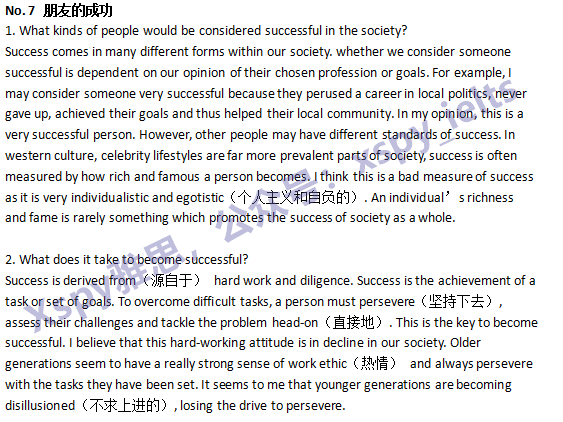 No. 7 朋友的成功
1. What kinds of people would be considered successful in the society?
Success comes in many different forms within our society. whether we consider someone
successful is dependent on our opinion of their chosen profession or goals. For example, I
may consider someone very successful because they perused a career in local politics, never
gave up, achieved their goals and thus helped their local community. In my opinion, this is a
very successful person. However, other people may have different standards of success. In
western culture, celebrity lifestyles are far more prevalent parts of society, success is often
measured by how rich and famous a person becomes. I think this is a bad measure of success
as it is very individualistic and egotistic（个人主义和自负的）. An individual’s richness
and fame is rarely something which promotes the success of society as a whole.
2. What does it take to become successful?
Success is derived from（源自于） hard work and diligence. Success is the achievement of a
task or set of goals. To overcome difficult tasks, a person must persevere（坚持下去）,
assess their challenges and tackle the problem head-on（直接地）. This is the key to become
successful. I believe that this hard-working attitude is in decline in our society. Older
generations seem to have a really strong sense of work ethic（热情） and always persevere
with the tasks they have been set. It seems to me that younger generations are becoming
disillusioned（不求上进的）, losing the drive to persevere.
Xspy雅思，公众号：xspy_ielts